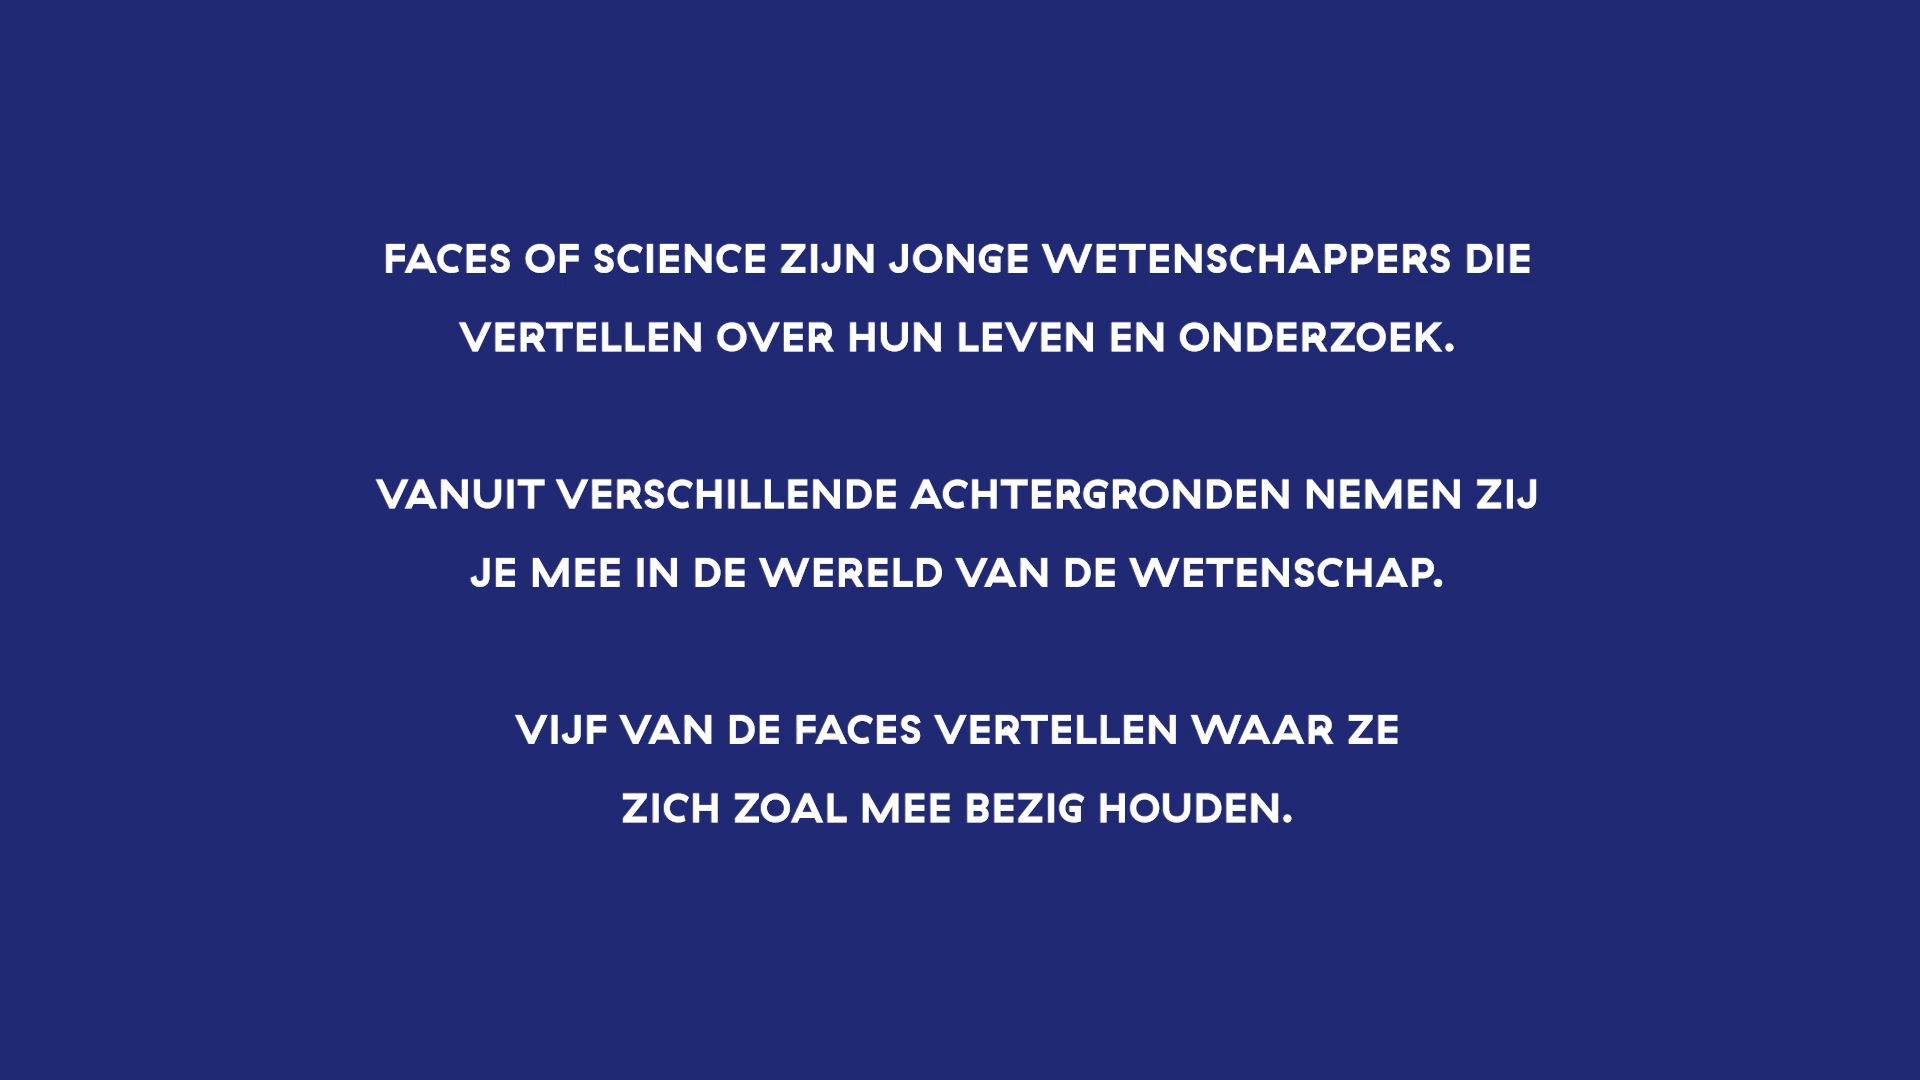 FACES OF SCIENCE ZIJN JONGE WETENSCHAPPERS DIE
VERTELLEN OVER HUN LEVEN EN ONDERZOEK.
VANUIT VERSCHILLENDE ACHTERGRONDEN NEMEN ZIJ
JE MEE IN DE WERELD VAN DE WETENSCHAP.
VIJF VAN DE FACES VERTELLEN WAAR ZE
ZICH ZOAL MEE BEZIG HOUDEN.